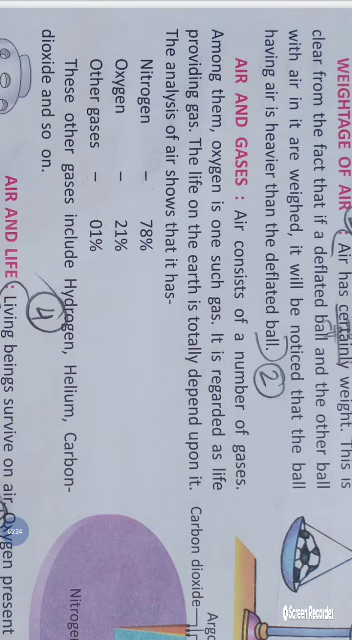 WEIGHTAGE OF AIR : Air has certainly weight. This is
clear from the fact that if a deflated ball and the other ball
with air in it are weighed, it will be noticed that the ball
having air is heavier than the deflated ball. 2
AIR AND GASES : Air consists of a number of gases.
Among them, oxygen is one such gas. It is regarded as life
providing gas. The life on the earth is totally depend upon it.
The analysis of air shows that it has-
Nitrogen – 78%
Oxygen – 21%
Other gases – 01%
These other gases include Hydrogen, Helium, Carbon-
dioxide and so on.
4
AIR AND LIFE : Living beings survive on air. Oxygen present
Argo
Carbon dioxide
Nitroge
Screen Recorder